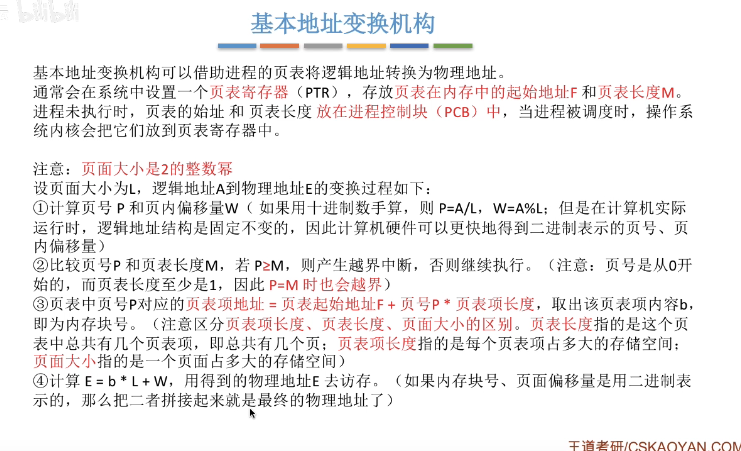 bilibili
基本地址变换机构
基本地址变换机构可以借助进程的页表将逻辑地址转换为物理地址。
通常会在系统中设置一个页表寄存器（PTR），存放页表在内存中的起始地址F 和页表长度M。
进程未执行时，页表的始址 和 页表长度 放在进程控制块（PCB）中，当进程被调度时，操作系
统内核会把它们放到页表寄存器中。
注意：页面大小是2的整数幂
设页面大小为L，逻辑地址A到物理地址E的变换过程如下：
①计算页号 P 和页内偏移量W（ 如果用十进制数手算，则 P=A/L，W=A%L；但是在计算机实际
运行时，逻辑地址结构是固定不变的，因此计算机硬件可以更快地得到二进制表示的页号、页
内偏移量）
②比较页号P 和页表长度M，若 P≥M，则产生越界中断，否则继续执行。（注意：页号是从0开
始的，而页表长度至少是1，因此 P=M 时也会越界）
③页表中页号P对应的页表项地址 = 页表起始地址F + 页号P * 页表项长度，取出该页表项内容b，
即为内存块号。（注意区分页表项长度、页表长度、页面大小的区别。页表长度指的是这个页
表中总共有几个页表项，即总共有几个页；页表项长度指的是每个页表项占多大的存储空间；
页面大小指的是一个页面占多大的存储空间）
④计算 E = b * L + W，用得到的物理地址E 去访存。（如果内存块号、页面偏移量是用二进制表
示的，那么把二者拼接起来就是最终的物理地址了）
王道考研/CSKAOYAN.COM